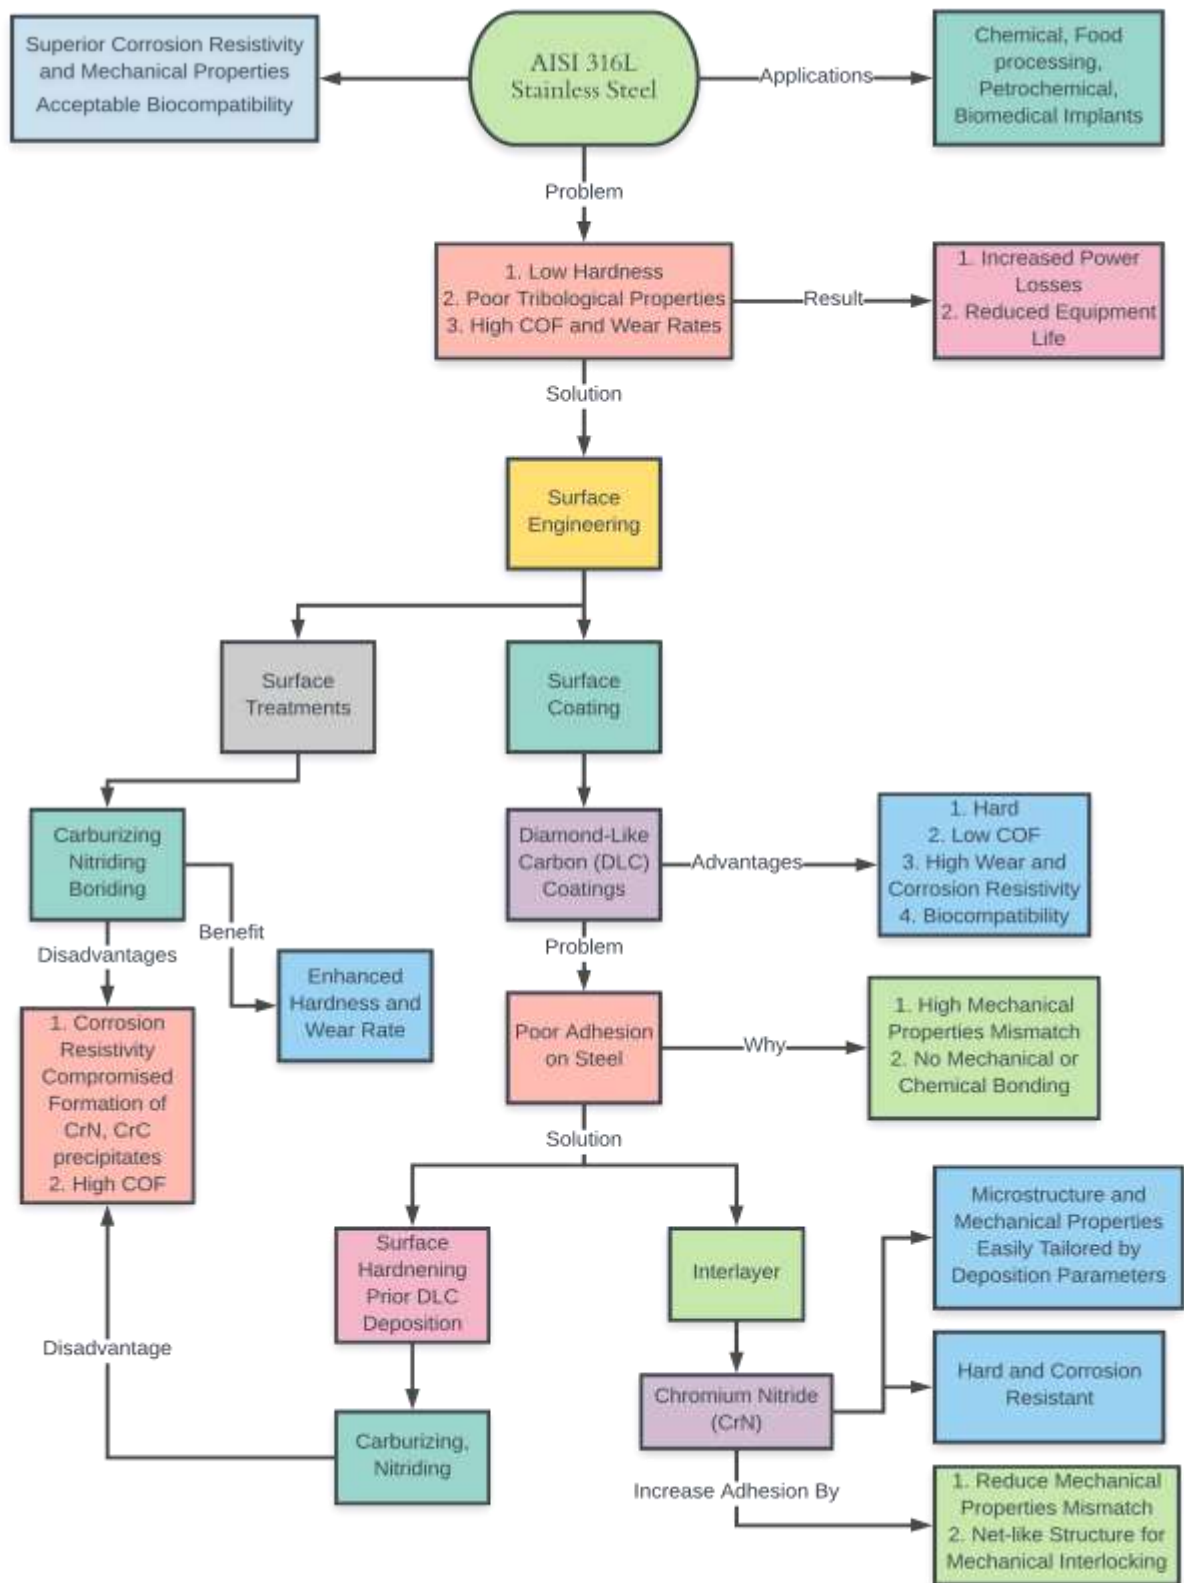 Superior Corrosion Resistivity
and Mechanical Properties
Acceptable Biocompatibility
AISI 316L
Stainless Steel
Applications
Chemical, Food
processing,
Petrochemical,
Biomedical Implants
Problem
1. Low Hardness
2. Poor Tribological Properties
3. High COF and Wear Rates
Result
1. Increased Power
Losses
2. Reduced Equipment
Life
Solution
Surface
Engineering
Surface
Treatments
Surface
Coating
Carburizing
Nitriding
Boriding
Diamond-Like
Carbon (DLC)
Coatings
Advantages
1. Hard
2. Low COF
3. High Wear and
Corrosion Resistivity
4. Biocompatibility
Benefit
Disadvantages
Problem
Enhanced
Hardness and
Wear Rate
1. Corrosion
Resistivity
Compromised
Formation of
CrN, CrC
precipitates
2. High COF
Poor Adhesion
on Steel
Why
1. High Mechanical
Properties Mismatch
2. No Mechanical or
Chemical Bonding
Solution
Surface
Hardnening
Prior DLC
Deposition
Interlayer
Microstructure and
Mechanical Properties
Easily Tailored by
Deposition Parameters
Disadvantage
Chromium Nitride
(CrN)
Hard and Corrosion
Resistant
Carburizing,
Nitriding
Increase Adhesion By
1. Reduce Mechanical
Properties Mismatch
2. Net-like Structure for
Mechanical Interlocking